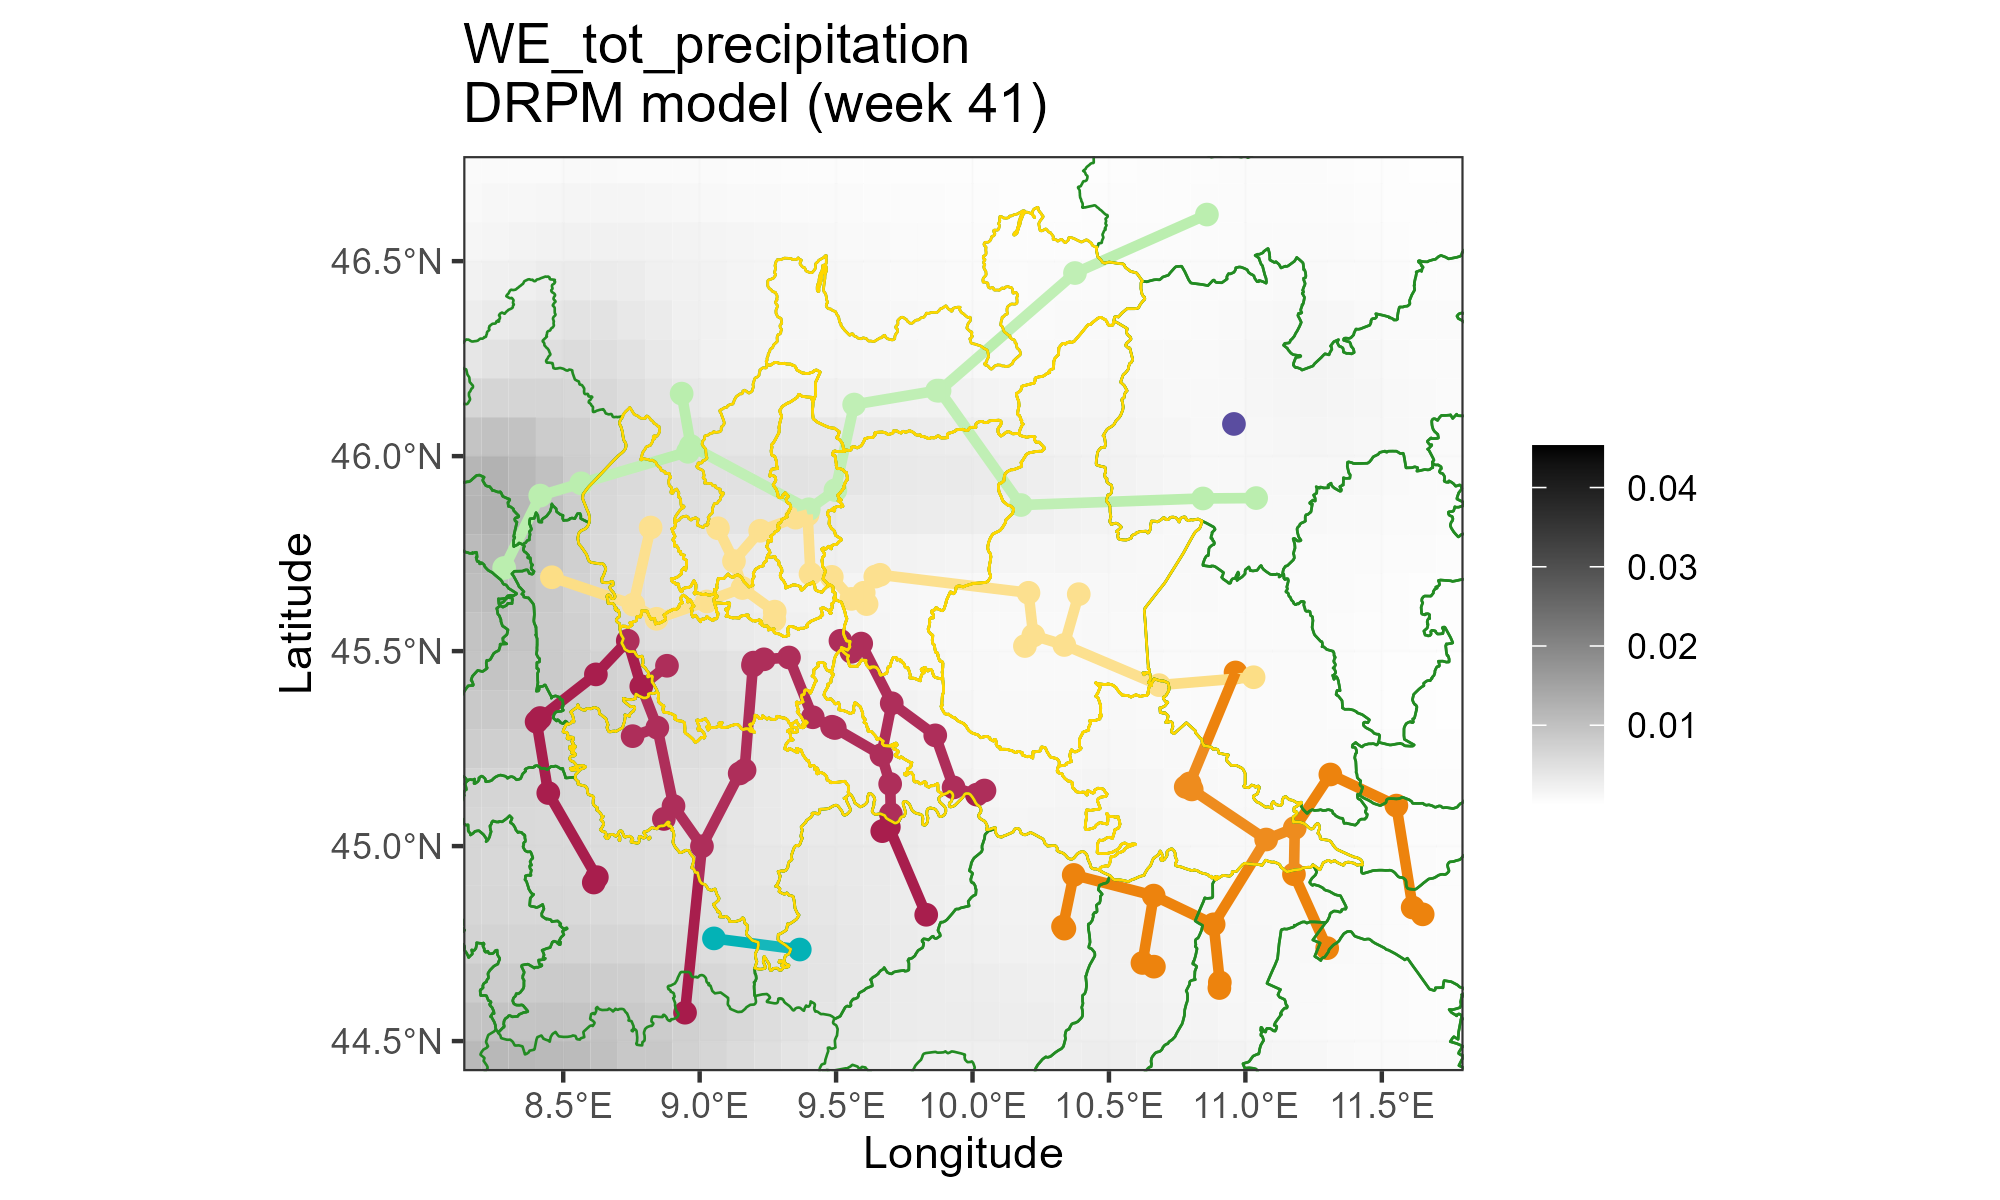 WE_tot_precipitation
DRPM model (week 41)
46.5°N
46.0°N
45.5°N
45.0°N
44.5°N
Latitude
8.5°E
9.0°E
9.5°E
10.0°E
10.5°E
11.0°E
11.5°E
Longitude
0.04
0.03
0.02
0.01